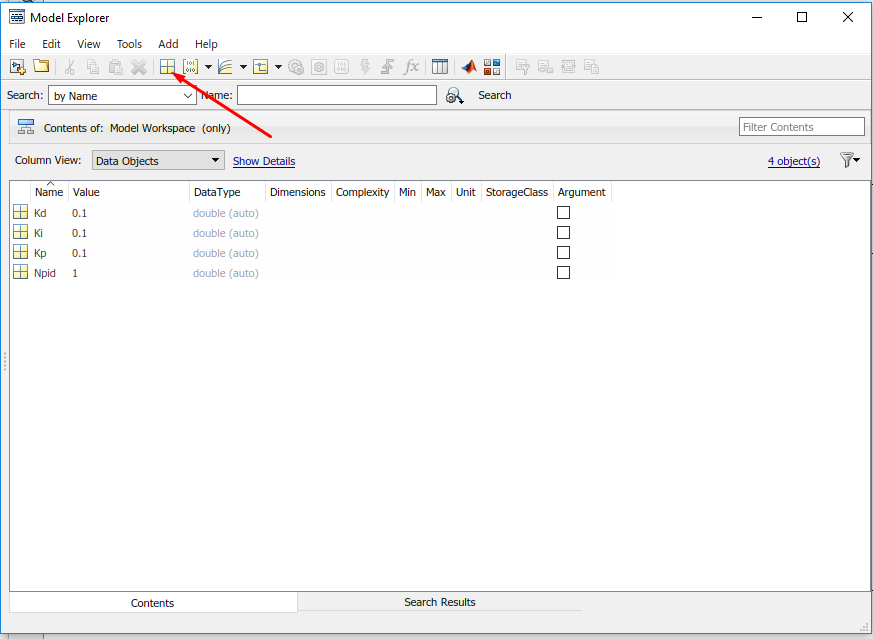 Model Explorer
File Edit View Tools Add Help
Search: by Name Name: Search
Contents of: Model Workspace (only) Filter Contents
Column View: Data Objects Show Details 4 object(s)
Name Value DataType Dimensions Complexity Min Max Unit StorageClass Argument
Kd 0.1 double (auto)
Ki 0.1 double (auto)
Kp 0.1 double (auto)
Npid 1 double (auto)
Contents Search Results